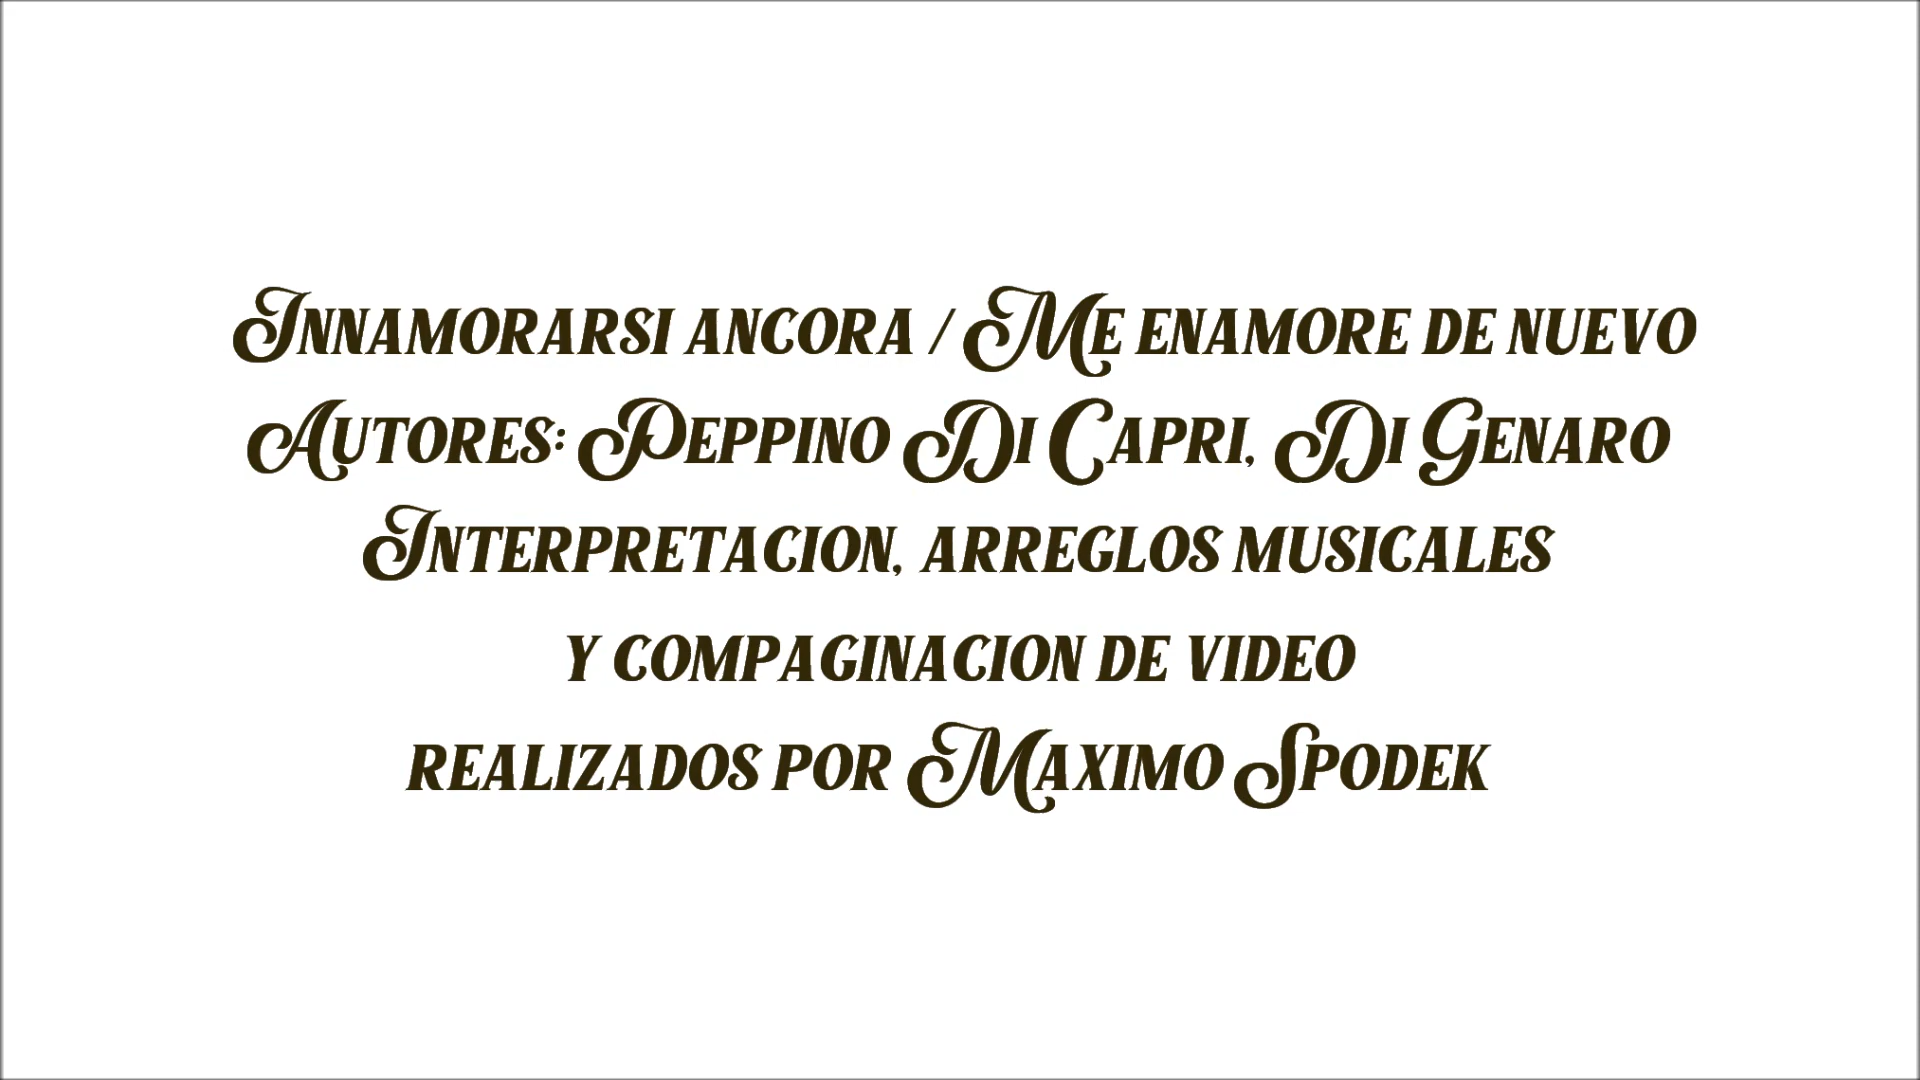 Innamorarsi ancora / Me enamore de nuevo
Autores: Peppino Di Capri, Di Genaro
Interpretacion, arreglos musicales
y compaginacion de video
realizados por Maximo Spodek